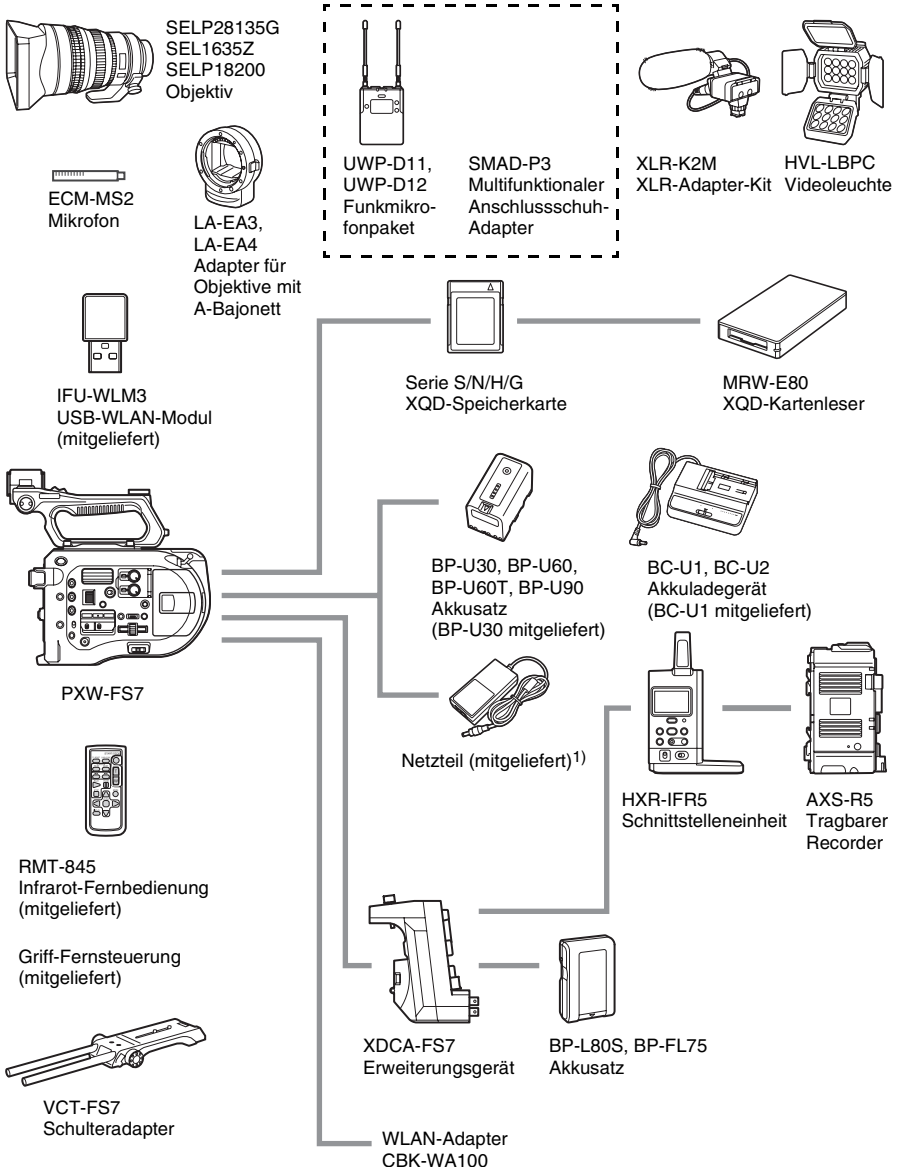 SELP28135G
SEL1635Z
SELP18200
Objektiv
ECM-MS2
Mikrofon
LA-EA3,
LA-EA4
Adapter für
Objektive mit
A-Bajonett
UWP-D11,
UWP-D12
Funkmikro-
fonpaket
SMAD-P3
Multifunktionaler
Anschlussschuh-
Adapter
XLR-K2M
XLR-Adapter-Kit
HVL-LBPC
Videoleuchte
IFU-WLM3
USB-WLAN-Modul
(mitgeliefert)
Serie S/N/H/G
XQD-Speicherkarte
MRW-E80
XQD-Kartenleser
PXW-FS7
BP-U30, BP-U60,
BP-U60T, BP-U90
Akkusatz
(BP-U30 mitgeliefert)
BC-U1, BC-U2
Akkuladegerät
(BC-U1 mitgeliefert)
Netzteil (mitgeliefert)1)
HXR-IFR5
Schnittstelleneinheit
AXS-R5
Tragbarer
Recorder
RMT-845
Infrarot-Fernbedienung
(mitgeliefert)
Griff-Fernsteuerung
(mitgeliefert)
XDCA-FS7
Erweiterungsgerät
BP-L80S, BP-FL75
Akkusatz
VCT-FS7
Schulteradapter
WLAN-Adapter
CBK-WA100